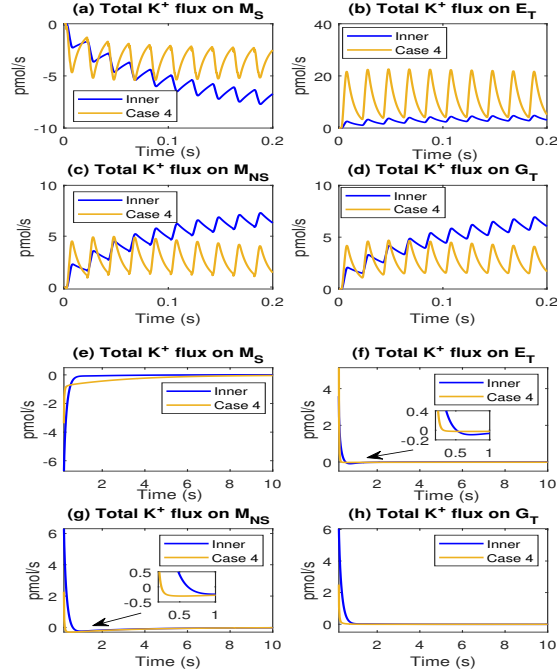 (a) Total K+ flux on MS
(b) Total K+ flux on ET
pmol/s
0
-5
-10
Inner
Case 4
0
0.1
0.2
Time (s)
40
20
0
pmol/s
Inner
Case 4
0
0.1
0.2
Time (s)
(c) Total K+ flux on MNS
(d) Total K+ flux on GT
pmol/s
10
5
0
Inner
Case 4
0
0.1
0.2
Time (s)
pmol/s
10
5
0
Inner
Case 4
0
0.1
0.2
Time (s)
(e) Total K+ flux on MS
(f) Total K+ flux on ET
pmol/s
0
-2
-4
-6
Inner
Case 4
2
4
6
8
10
Time (s)
pmol/s
4
2
0
Inner
Case 4
0.4
0
-0.2
0.5
1
2
4
6
8
10
Time (s)
(g) Total K+ flux on MNS
(h) Total K+ flux on GT
pmol/s
6
4
2
0
Inner
Case 4
0.5
0
-0.5
0.5
1
2
4
6
8
10
Time (s)
pmol/s
6
4
2
0
Inner
Case 4
2
4
6
8
10
Time (s)